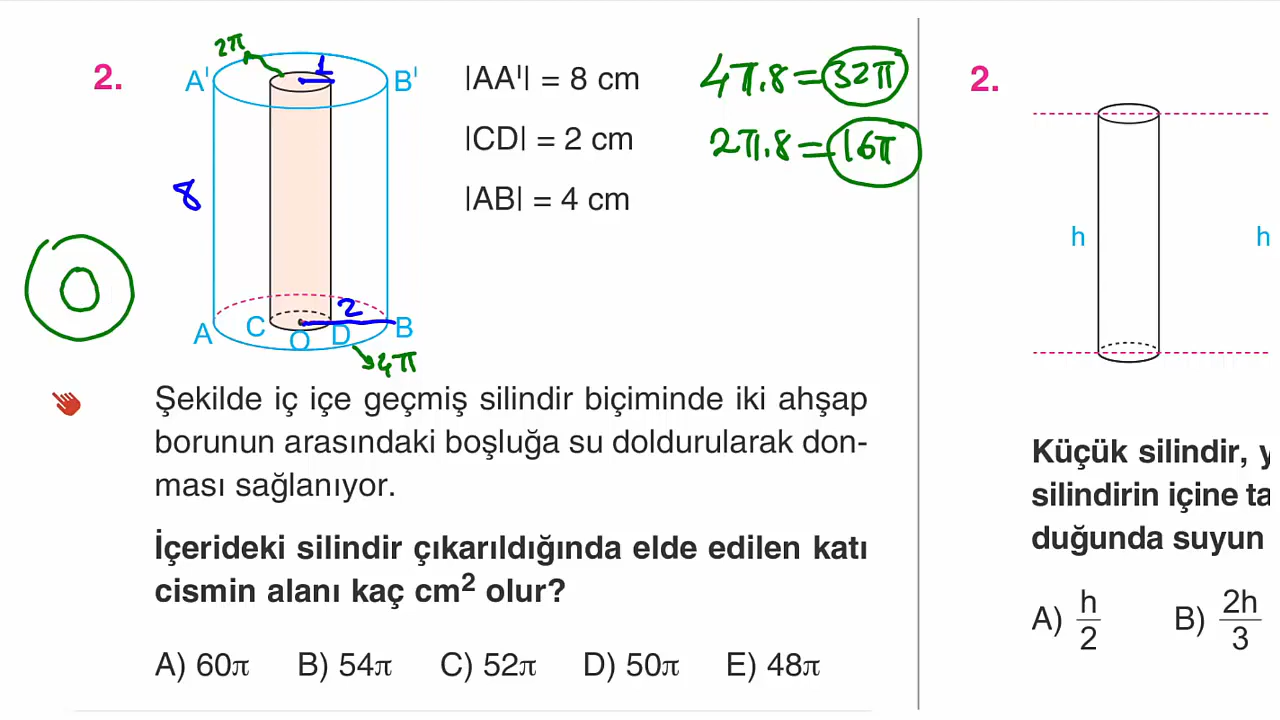 2.
2π
1
A'
B'
|AA'| = 8 cm
4π.8=32π
|CD| = 2 cm
2π.8=16π
|AB| = 4 cm
8
2
A
C
O
D
B
4π
Şekilde iç içe geçmiş silindir biçiminde iki ahşap
borunun arasındaki boşluğa su doldurularak don-
ması sağlanıyor.
İçerideki silindir çıkarıldığında elde edilen katı
cismin alanı kaç cm² olur?
A) 60π B) 54π C) 52π D) 50π E) 48π
2.
h
h
Küçük silindir, y
silindirin içine ta
duğunda suyun
A) h/2 B) 2h/3